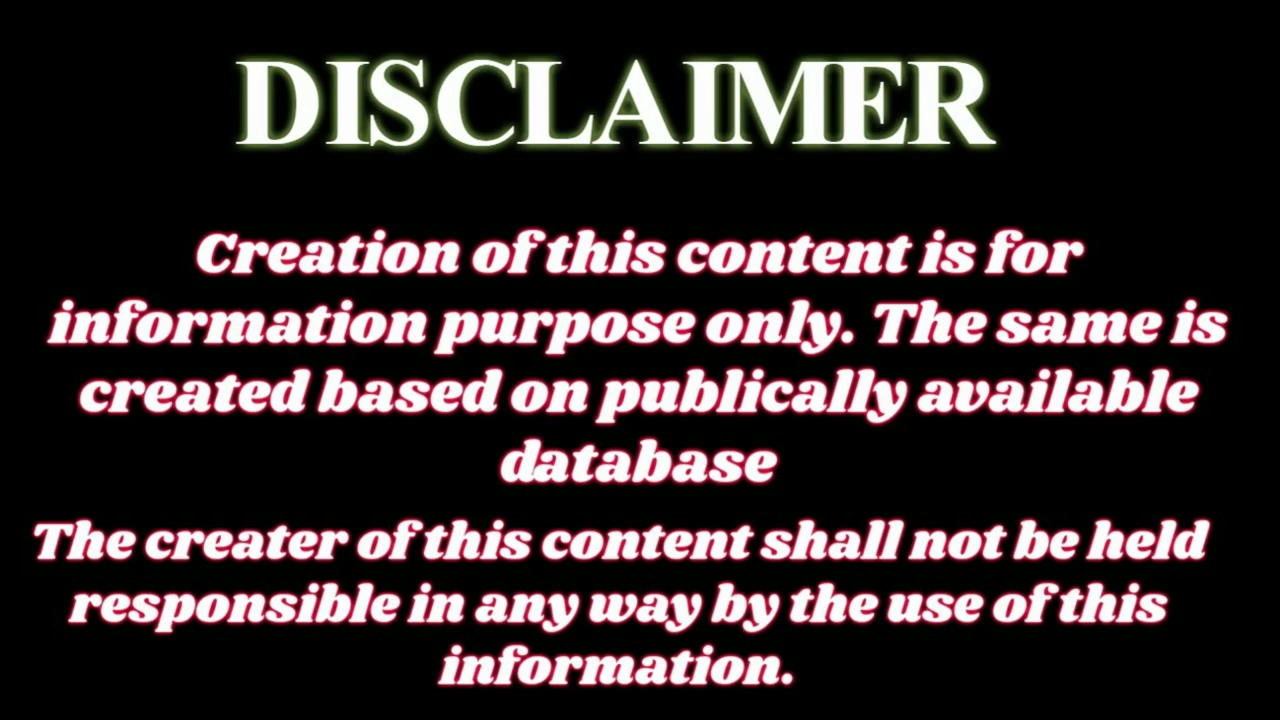 DISCLAIMER
Creation of this content is for
information purpose only. The same is
created based on publically available
database
The creater of this content shall not be held
responsible in any way by the use of this
information.